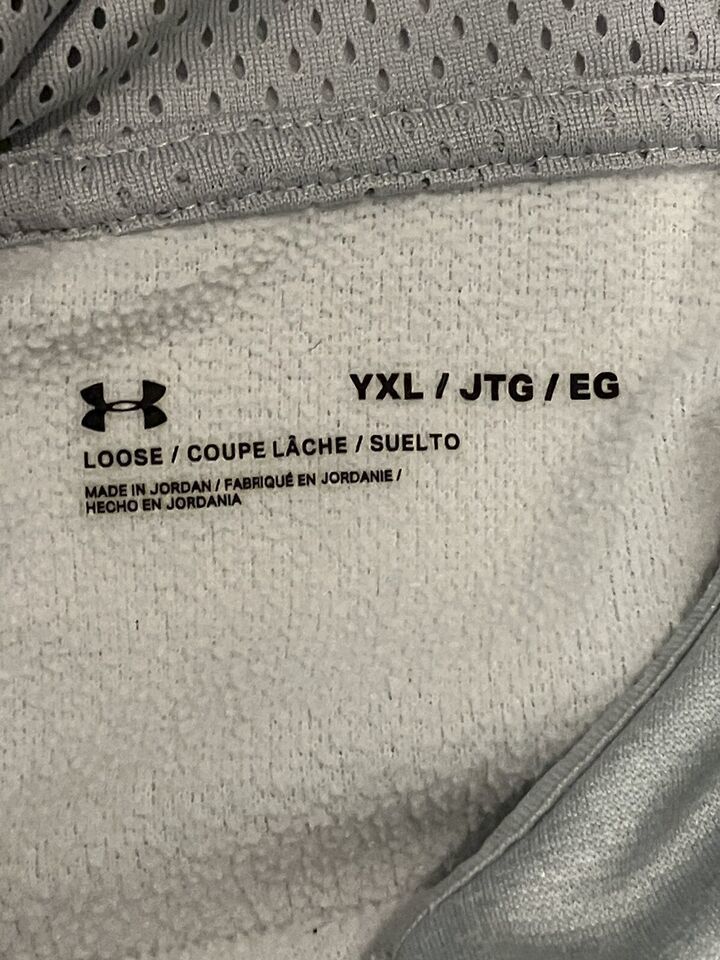 YXL / JTG / EG
LOOSE / COUPE LÂCHE / SUELTO
MADE IN JORDAN / FABRIQUÉ EN JORDANIE /
HECHO EN JORDANIA